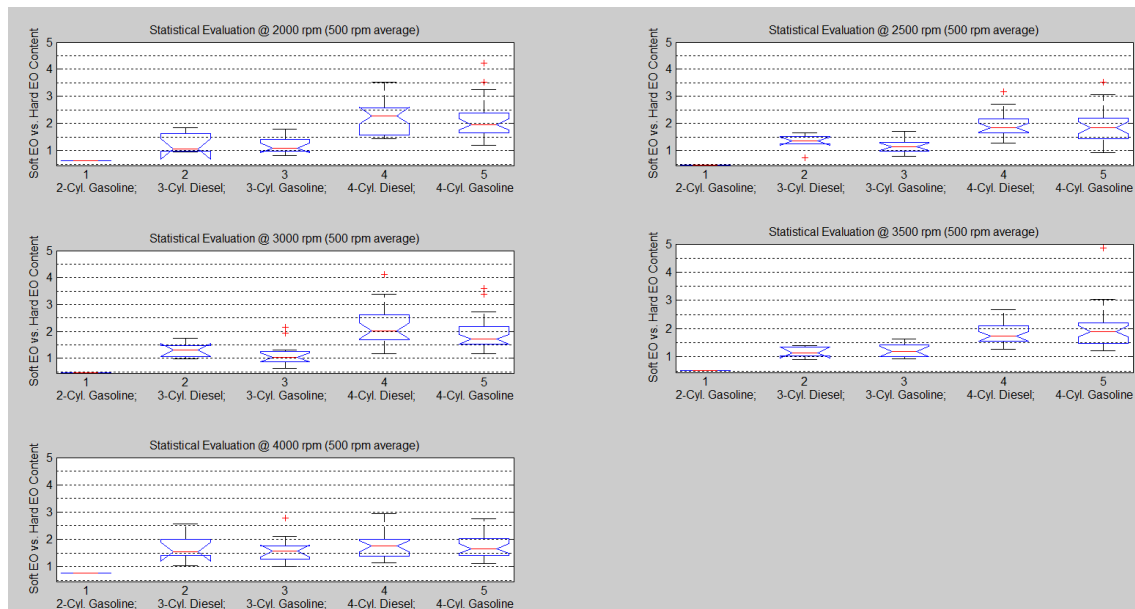 Statistical Evaluation @ 2000 rpm (500 rpm average)
Soft EO vs. Hard EO Content
5
4
3
2
1
1 2 3 4 5
2-Cyl. Gasoline; 3-Cyl. Diesel; 3-Cyl. Gasoline; 4-Cyl. Diesel; 4-Cyl. Gasoline
Statistical Evaluation @ 2500 rpm (500 rpm average)
Soft EO vs. Hard EO Content
5
4
3
2
1
1 2 3 4 5
2-Cyl. Gasoline; 3-Cyl. Diesel; 3-Cyl. Gasoline; 4-Cyl. Diesel; 4-Cyl. Gasoline
Statistical Evaluation @ 3000 rpm (500 rpm average)
Soft EO vs. Hard EO Content
5
4
3
2
1
1 2 3 4 5
2-Cyl. Gasoline; 3-Cyl. Diesel; 3-Cyl. Gasoline; 4-Cyl. Diesel; 4-Cyl. Gasoline
Statistical Evaluation @ 3500 rpm (500 rpm average)
Soft EO vs. Hard EO Content
5
4
3
2
1
1 2 3 4 5
2-Cyl. Gasoline; 3-Cyl. Diesel; 3-Cyl. Gasoline; 4-Cyl. Diesel; 4-Cyl. Gasoline
Statistical Evaluation @ 4000 rpm (500 rpm average)
Soft EO vs. Hard EO Content
5
4
3
2
1
1 2 3 4 5
2-Cyl. Gasoline; 3-Cyl. Diesel; 3-Cyl. Gasoline; 4-Cyl. Diesel; 4-Cyl. Gasoline